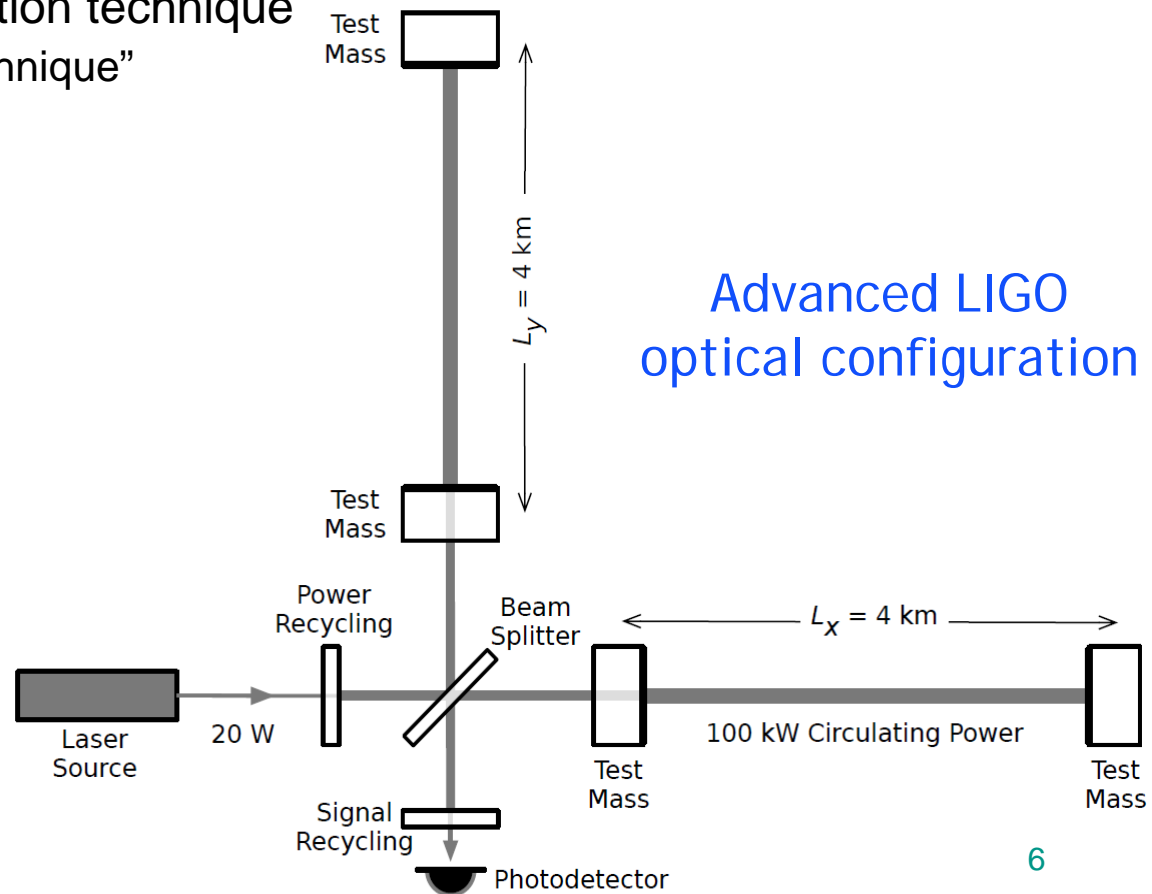 tion technique
hnique”
Test
Mass
Ly = 4 km
Advanced LIGO
optical configuration
Test
Mass
Power
Recycling
Beam
Splitter
Lx = 4 km
20 W
100 kW Circulating Power
Laser
Source
Test
Mass
Test
Mass
Signal
Recycling
Photodetector
6